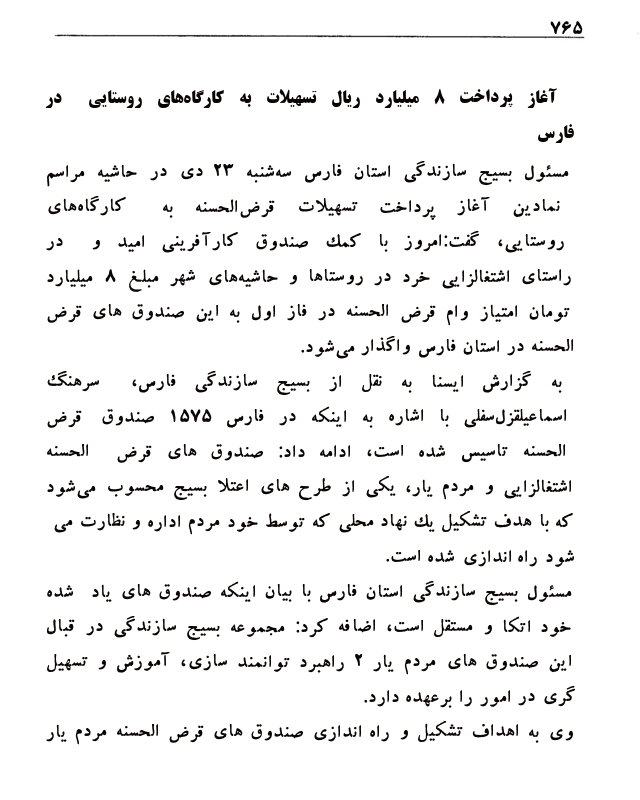 ۷۶۵
آغاز پرداخت ۸ میلیارد ریال تسهیلات به کارگاه‌های روستایی در
فارس
مسئول بسیج سازندگی استان فارس سه‌شنبه ۲۳ دی در حاشیه مراسم
نمادین آغاز پرداخت تسهیلات قرض‌الحسنه به کارگاه‌های
روستایی، گفت:امروز با کمك صندوق کارآفرینی امید و در
راستای اشتغالزایی خرد در روستاها و حاشیه‌های شهر مبلغ ۸ میلیارد
تومان امتیاز وام قرض الحسنه در فاز اول به این صندوق های قرض
الحسنه در استان فارس واگذار می‌شود.
به گزارش ایسنا به نقل از بسیج سازندگی فارس، سرهنگ
اسماعیلقزل‌سفلی با اشاره به اینکه در فارس ۱۵۷۵ صندوق قرض
الحسنه تاسیس شده است، ادامه داد: صندوق های قرض الحسنه
اشتغالزایی و مردم یار، یکی از طرح های اعتلا بسیج محسوب می‌شود
که با هدف تشکیل یك نهاد محلی که توسط خود مردم اداره و نظارت می
شود راه اندازی شده است.
مسئول بسیج سازندگی استان فارس با بیان اینکه صندوق های یاد شده
خود اتکا و مستقل است، اضافه کرد: مجموعه بسیج سازندگی در قبال
این صندوق های مردم یار ۲ راهبرد توانمند سازی، آموزش و تسهیل
گری در امور را برعهده دارد.
وی به اهداف تشکیل و راه اندازی صندوق های قرض الحسنه مردم یار